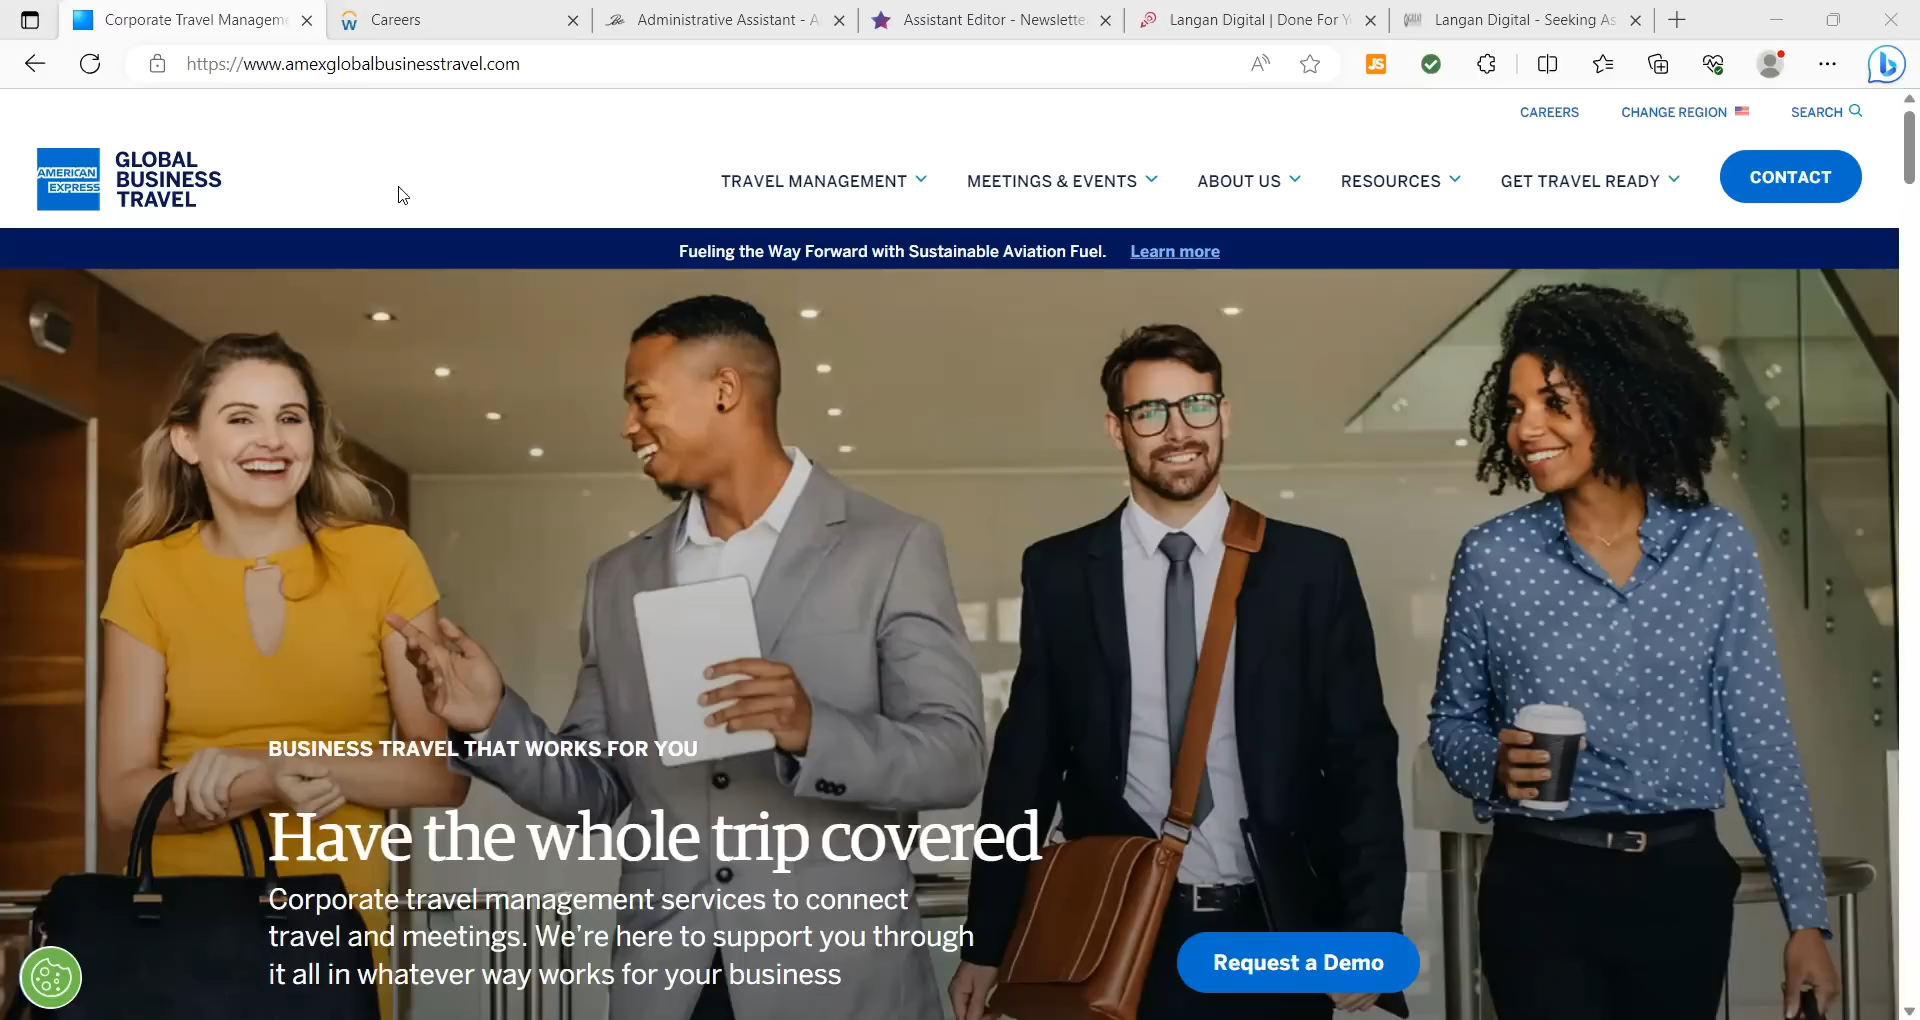 Corporate Travel Managem
Careers
Administrative Assistant - A
Assistant Editor - Newslette
Langan Digital | Done For Y
Langan Digital - Seeking As
https://www.amexglobalbusinesstravel.com
JS
CAREERS
CHANGE REGION
SEARCH
AMERICAN
EXPRESS
GLOBAL
BUSINESS
TRAVEL
TRAVEL MANAGEMENT
MEETINGS & EVENTS
ABOUT US
RESOURCES
GET TRAVEL READY
CONTACT
Fueling the Way Forward with Sustainable Aviation Fuel. Learn more
BUSINESS TRAVEL THAT WORKS FOR YOU
Have the whole trip covered
Corporate travel management services to connect
travel and meetings. We're here to support you through
it all in whatever way works for your business
Request a Demo